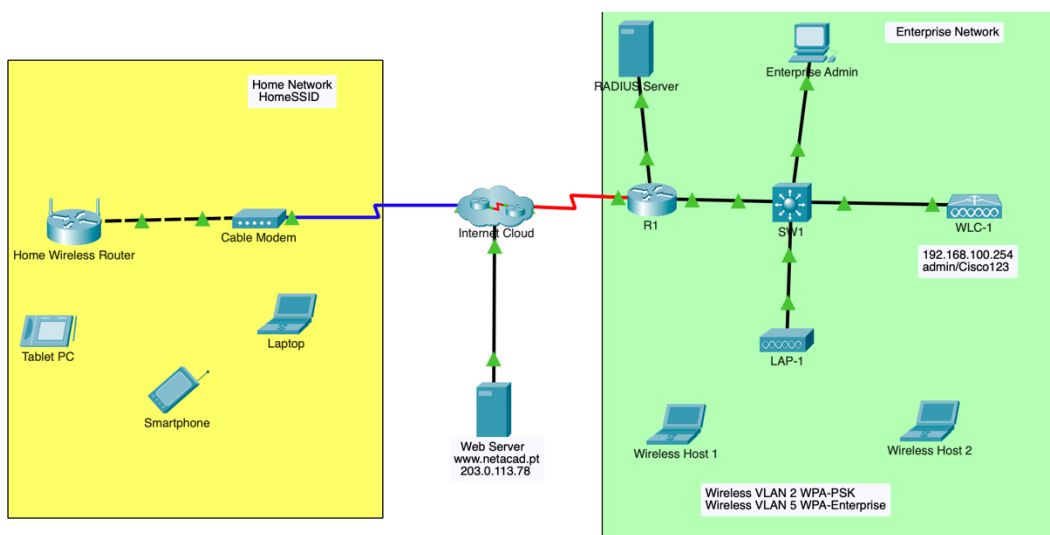 Home Network
HomeSSID
Home Wireless Router
Cable Modem
Tablet PC
Laptop
Smartphone
Internet Cloud
Web Server
www.netacad.pt
203.0.113.78
Enterprise Network
RADIUS Server
Enterprise Admin
R1
SW1
WLC-1
192.168.100.254
admin/Cisco123
LAP-1
Wireless Host 1
Wireless Host 2
Wireless VLAN 2 WPA-PSK
Wireless VLAN 5 WPA-Enterprise